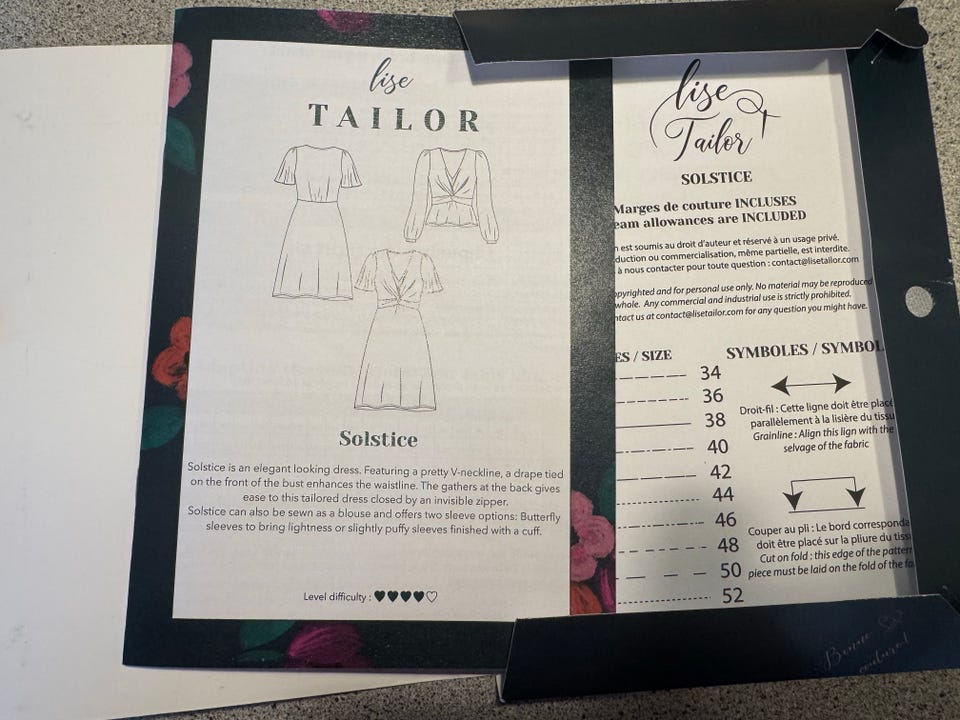 lise
TAILOR
Solstice
Solstice is an elegant looking dress. Featuring a pretty V-neckline, a drape tied
on the front of the bust enhances the waistline. The gathers at the back gives
ease to this tailored dress closed by an invisible zipper.
Solstice can also be sewn as a blouse and offers two sleeve options: Butterfly
sleeves to bring lightness or slightly puffy sleeves finished with a cuff.
Level difficulty :
lise
Tailor
SOLSTICE
Marges de couture INCLUSES
eam allowances are INCLUDED
n est soumis au droit d'auteur et réservé à un usage privé.
duction ou commercialisation, même partielle, est interdite.
à nous contacter pour toute question : contact@lisetailor.com
opyrighted and for personal use only. No material may be reproduced
whole. Any commercial and industrial use is strictly prohibited.
ntact us at contact@lisetailor.com for any question you might have.
ES / SIZE
34
36
38
40
42
44
46
48
50
52
SYMBOLES / SYMBOL
Droit-fil : Cette ligne doit être placé
parallèlement à la lisière du tissu
Grainline : Align this lign with the
selvage of the fabric
Couper au pli : Le bord corresponda
doit être placé sur la pliure du tiss
Cut on fold : this edge of the pattern
piece must be laid on the fold of the fa
Bonne
couture!